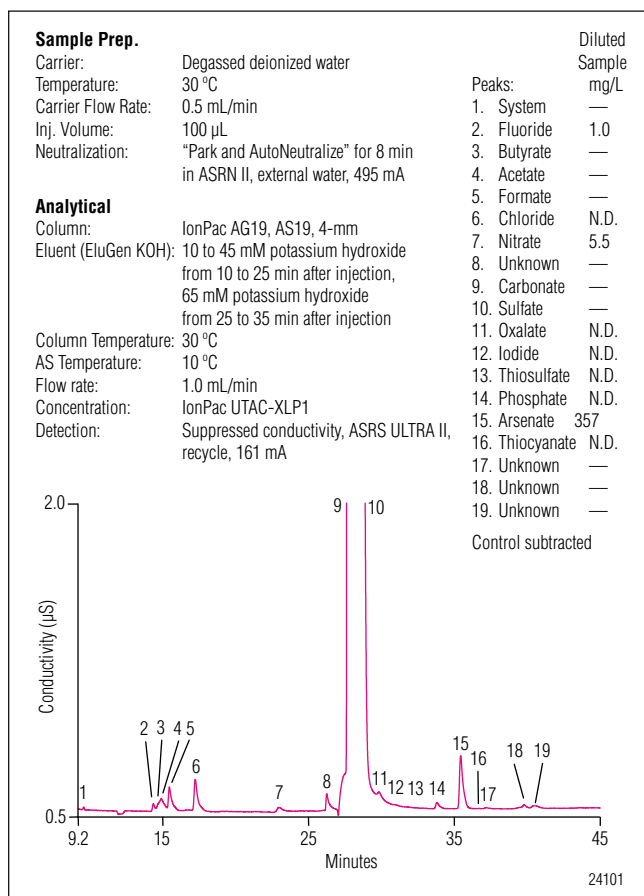 Sample Prep.
Carrier: Degassed deionized water
Temperature: 30 ºC
Carrier Flow Rate: 0.5 mL/min
Inj. Volume: 100 µL
Neutralization: “Park and AutoNeutralize” for 8 min
in ASRN II, external water, 495 mA
Analytical
Column: IonPac AG19, AS19, 4-mm
Eluent (EluGen KOH): 10 to 45 mM potassium hydroxide
from 10 to 25 min after injection,
65 mM potassium hydroxide
from 25 to 35 min after injection
Column Temperature: 30 ºC
AS Temperature: 10 ºC
Flow rate: 1.0 mL/min
Concentration: IonPac UTAC-XLP1
Detection: Suppressed conductivity, ASRS ULTRA II,
recycle, 161 mA
Diluted
Sample
Peaks: mg/L
1. System —
2. Fluoride 1.0
3. Butyrate —
4. Acetate —
5. Formate —
6. Chloride N.D.
7. Nitrate 5.5
8. Unknown —
9. Carbonate —
10. Sulfate —
11. Oxalate N.D.
12. Iodide N.D.
13. Thiosulfate N.D.
14. Phosphate N.D.
15. Arsenate 357
16. Thiocyanate N.D.
17. Unknown —
18. Unknown —
19. Unknown —
Control subtracted
2.0
Conductivity (µS)
0.5
1
2
3
4 5
6
7
8
9
10
11
12
13
14
15
16
17
18
19
9.2
15
25
35
45
Minutes
24101